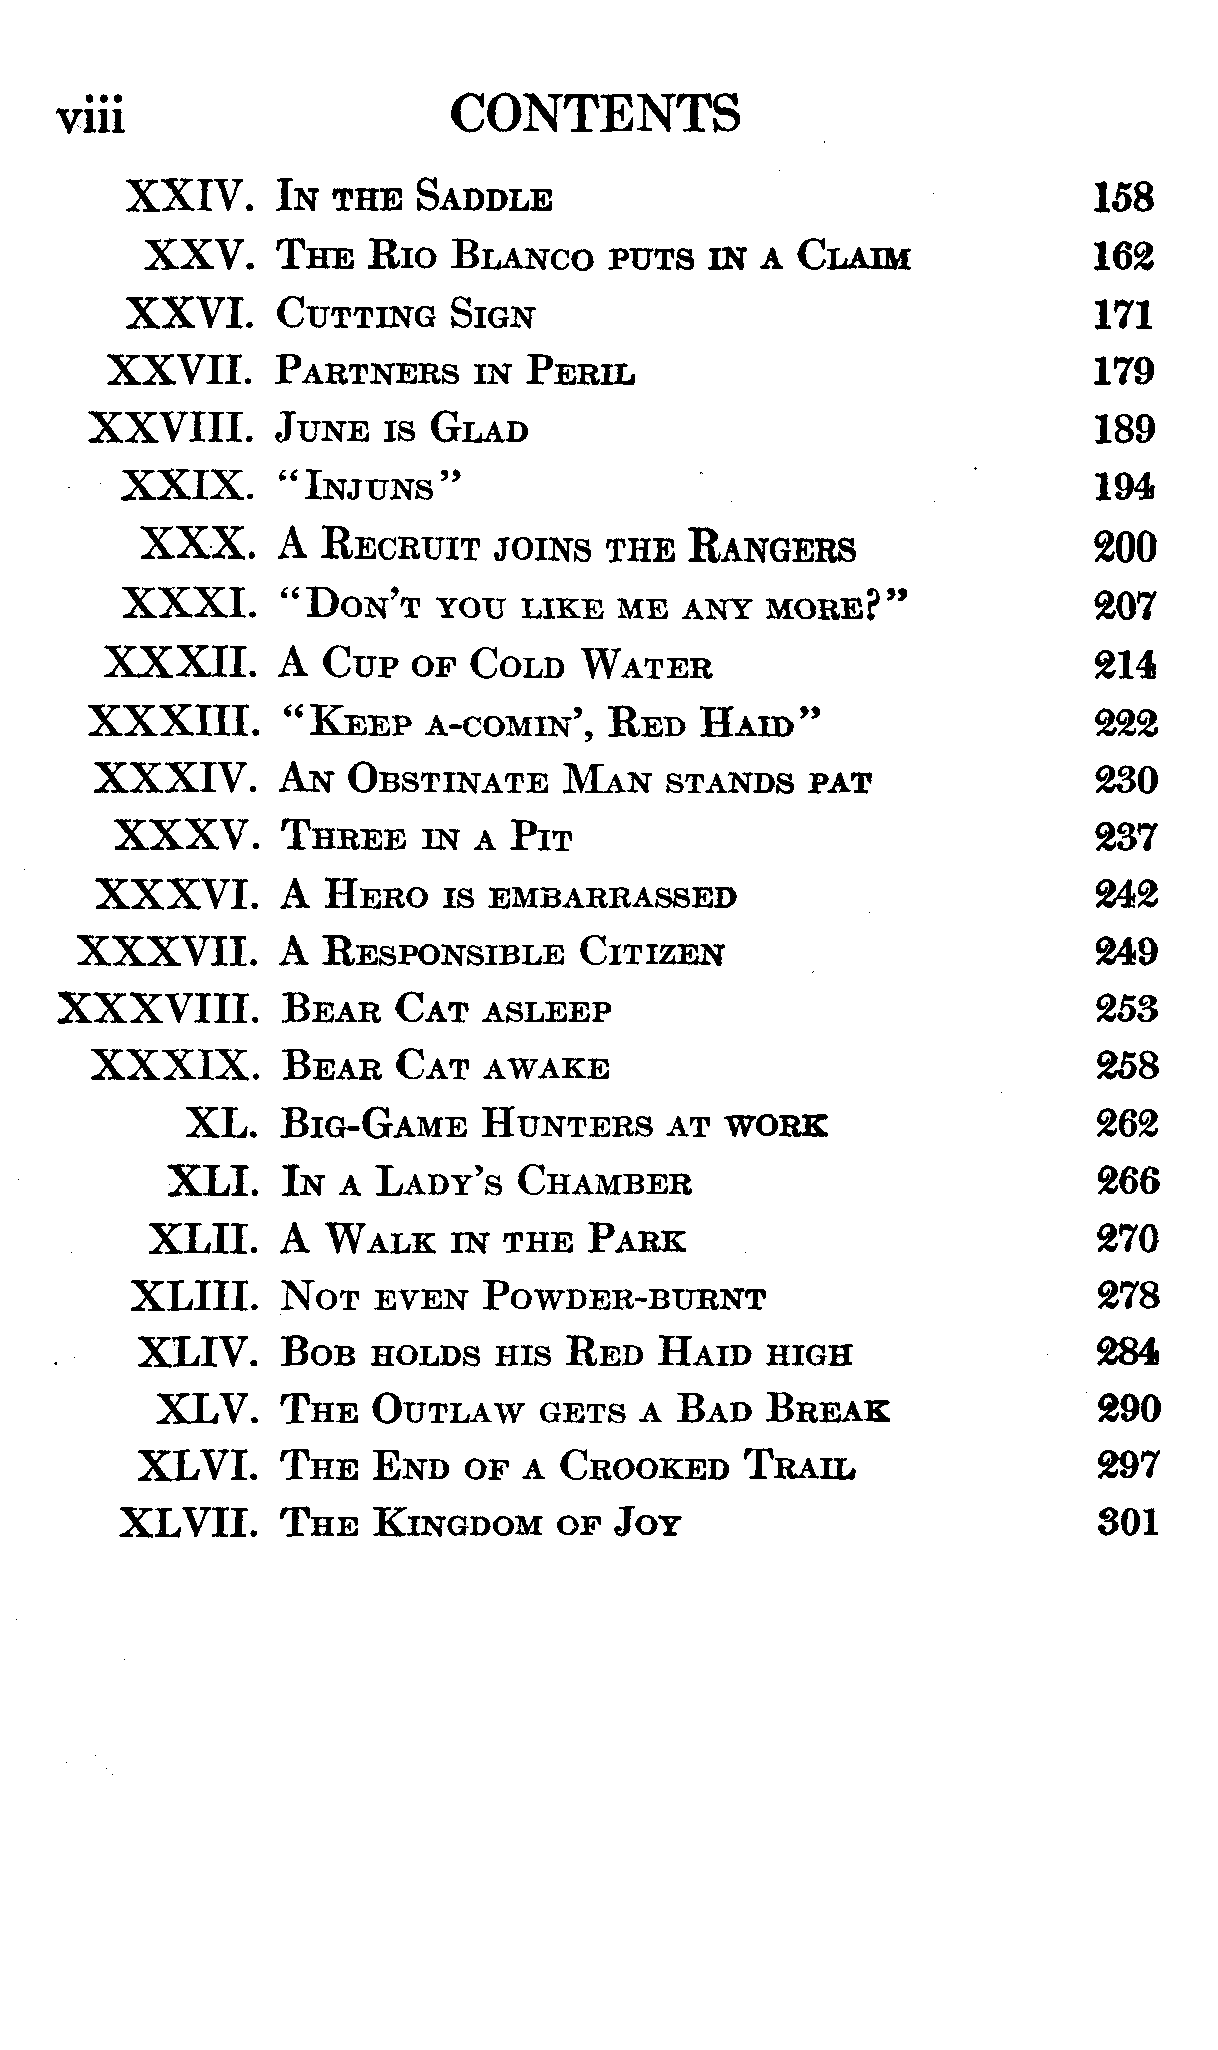 viii CONTENTS
XXIV. In the Saddle 158
XXV. The Rio Blanco puts in a Claim 162
XXVI. Cutting Sign 171
XXVII. Partners in Peril 179
XXVIII. June is Glad 189
XXIX. “Injuns” 194
XXX. A Recruit joins the Rangers 200
XXXI. “Don’t you like me any more?” 207
XXXII. A Cup of Cold Water 214
XXXIII. “Keep a-comin’, Red Haid” 222
XXXIV. An Obstinate Man stands pat 230
XXXV. Three in a Pit 237
XXXVI. A Hero is embarrassed 242
XXXVII. A Responsible Citizen 249
XXXVIII. Bear Cat asleep 253
XXXIX. Bear Cat awake 258
XL. Big-Game Hunters at work 262
XLI. In a Lady’s Chamber 266
XLII. A Walk in the Park 270
XLIII. Not even Powder-burnt 278
XLIV. Bob holds his Red Haid high 284
XLV. The Outlaw gets a Bad Break 290
XLVI. The End of a Crooked Trail 297
XLVII. The Kingdom of Joy 301